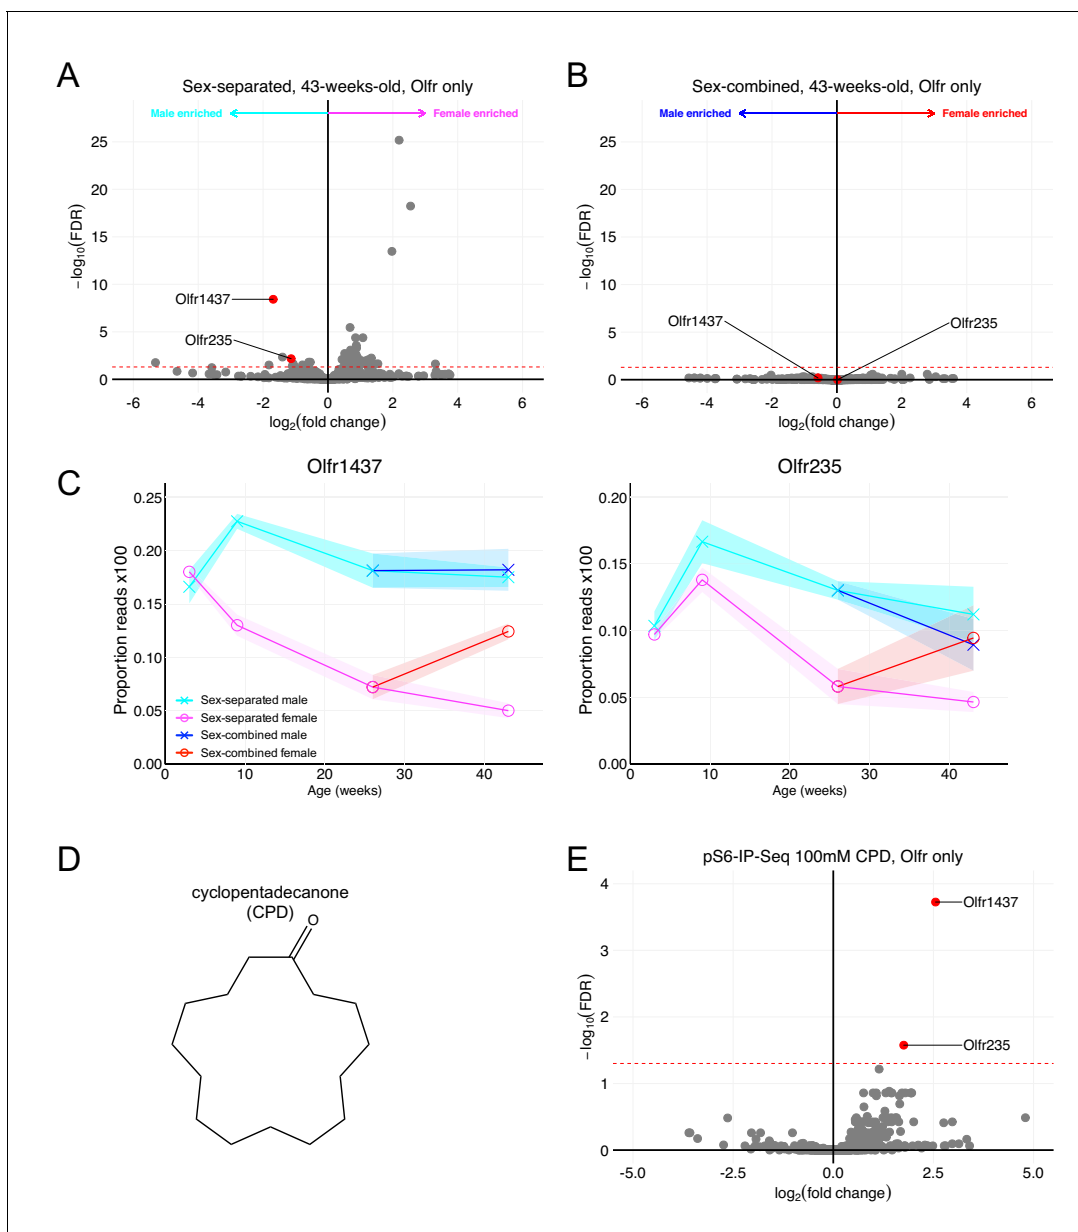 A
Sex-separated, 43-weeks-old, Olfr only
Male enriched
Female enriched
25
20
15
10
5
0
−log10(FDR)
Olfr1437
Olfr235
-6
-4
-2
0
2
4
6
log2(fold change)
B
Sex-combined, 43-weeks-old, Olfr only
Male enriched
Female enriched
25
20
15
10
5
0
−log10(FDR)
Olfr1437
Olfr235
-6
-4
-2
0
2
4
6
log2(fold change)
C
Olfr1437
0.25
0.20
0.15
0.10
0.05
0.00
Proportion reads x100
Sex-separated male
Sex-separated female
Sex-combined male
Sex-combined female
0
10
20
30
40
Age (weeks)
Olfr235
0.20
0.15
0.10
0.05
0.00
Proportion reads x100
0
10
20
30
40
Age (weeks)
D
cyclopentadecanone
(CPD)
O
E
pS6-IP-Seq 100mM CPD, Olfr only
4
3
2
1
0
−log10(FDR)
Olfr1437
Olfr235
-5.0
-2.5
0.0
2.5
5.0
log2(fold change)